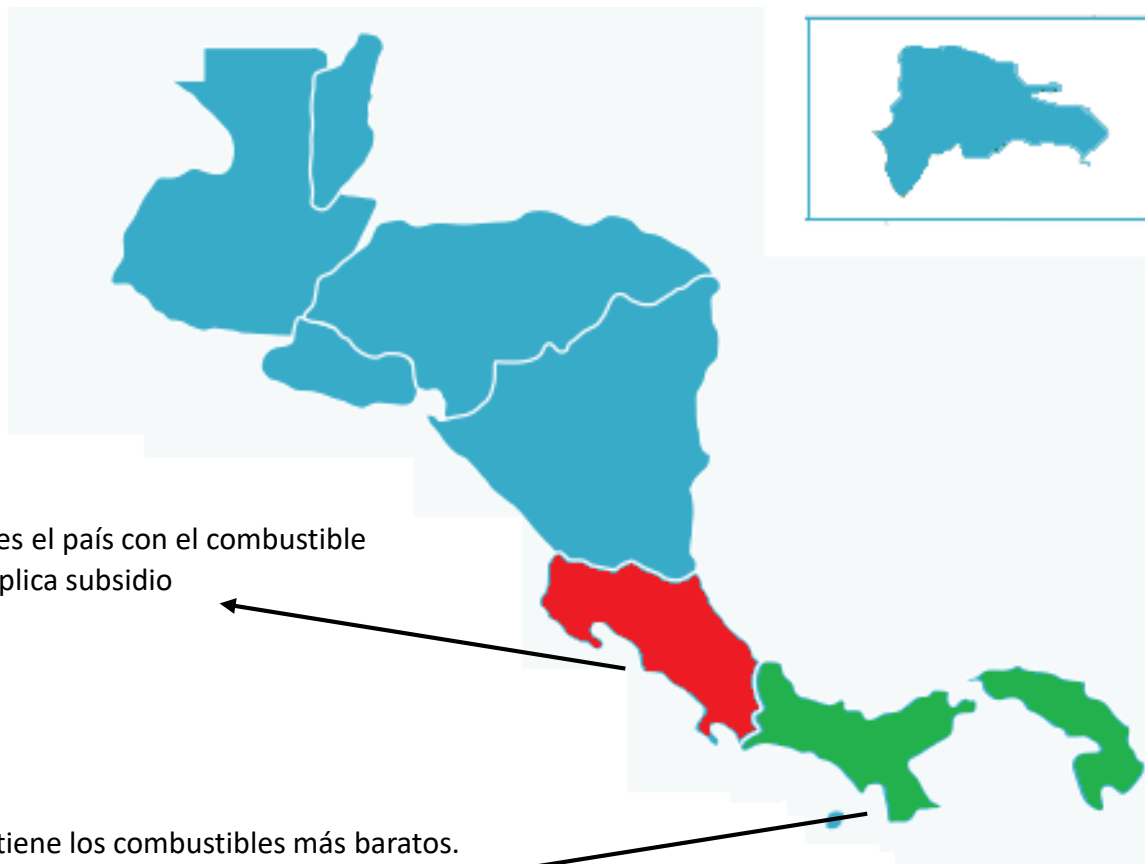 es el país con el combustible
plica subsidio
tiene los combustibles más baratos.